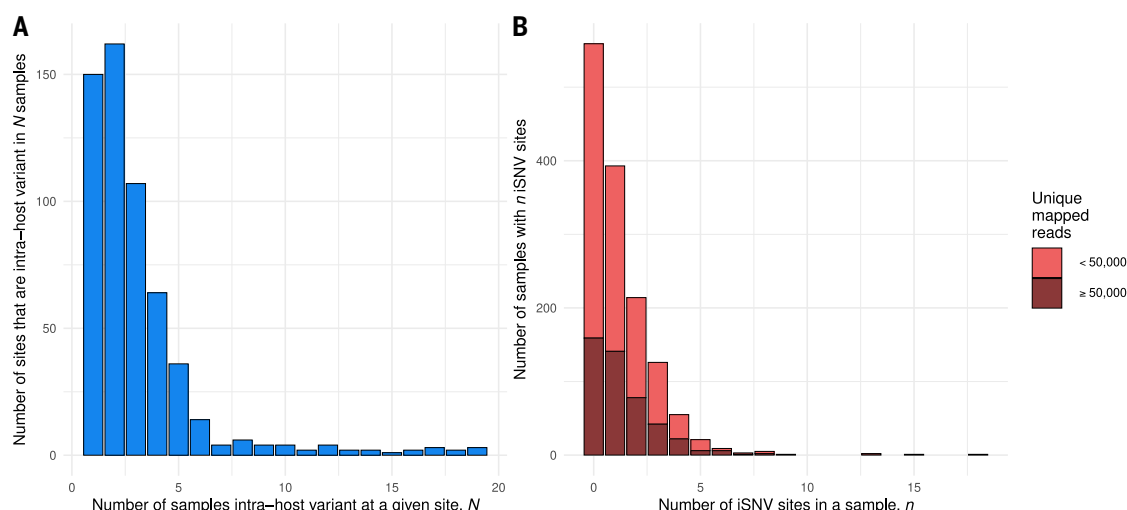 A
B
Number of sites that are intra−host variant in N samples
150
100
50
0
0
5
10
15
20
Number of samples intra−host variant at a given site, N
Number of samples with n iSNV sites
400
200
0
0
5
10
15
Number of iSNV sites in a sample, n
Unique
mapped
reads
< 50,000
≥ 50,000